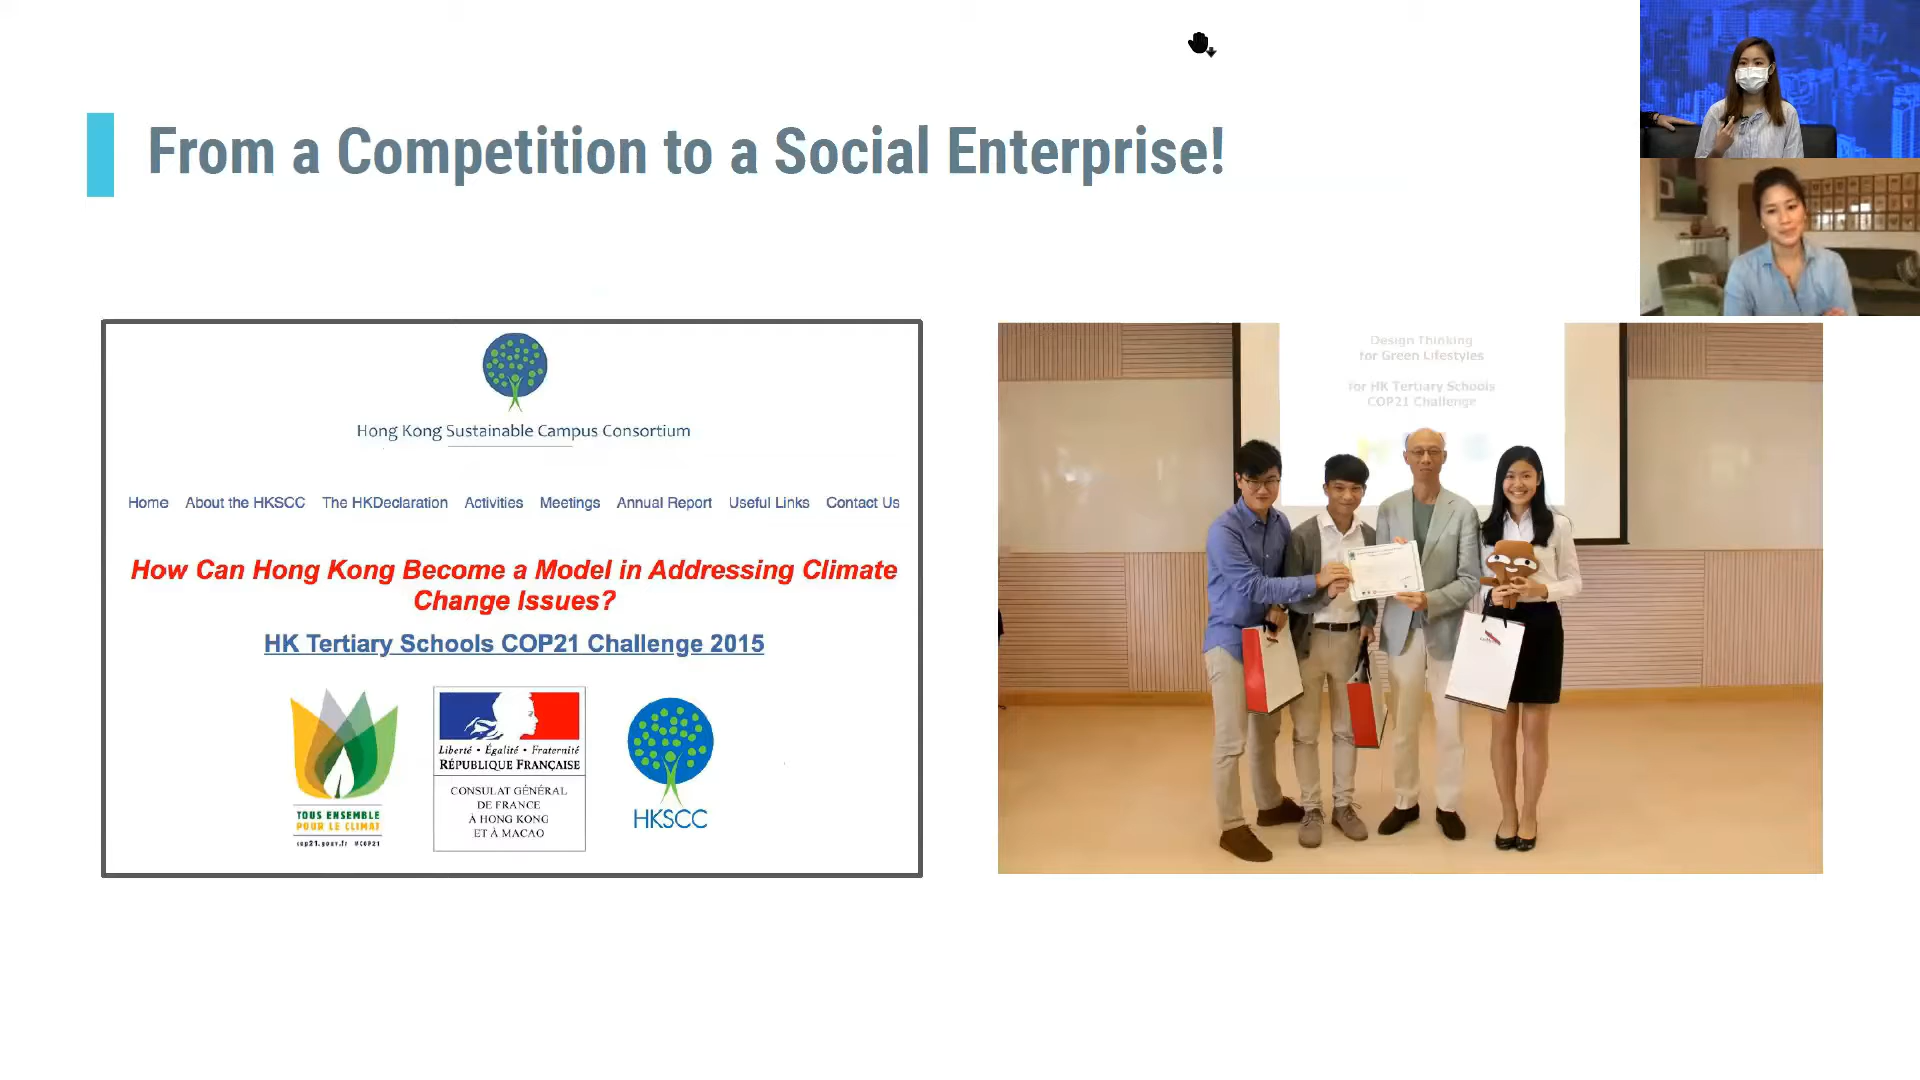 From a Competition to a Social Enterprise!
Hong Kong Sustainable Campus Consortium
Home About the HKSCC The HKDeclaration Activities Meetings Annual Report Useful Links Contact Us
How Can Hong Kong Become a Model in Addressing Climate
Change Issues?
HK Tertiary Schools COP21 Challenge 2015
TOUS ENSEMBLE
POUR LE CLIMAT
cop21.gouv.fr #COP21
Liberté • Égalité • Fraternité
RÉPUBLIQUE FRANÇAISE
CONSULAT GÉNÉRAL
DE FRANCE
À HONG KONG
ET À MACAO
HKSCC
Design Thinking
for Green Lifestyles
for HK Tertiary Schools
COP21 Challenge